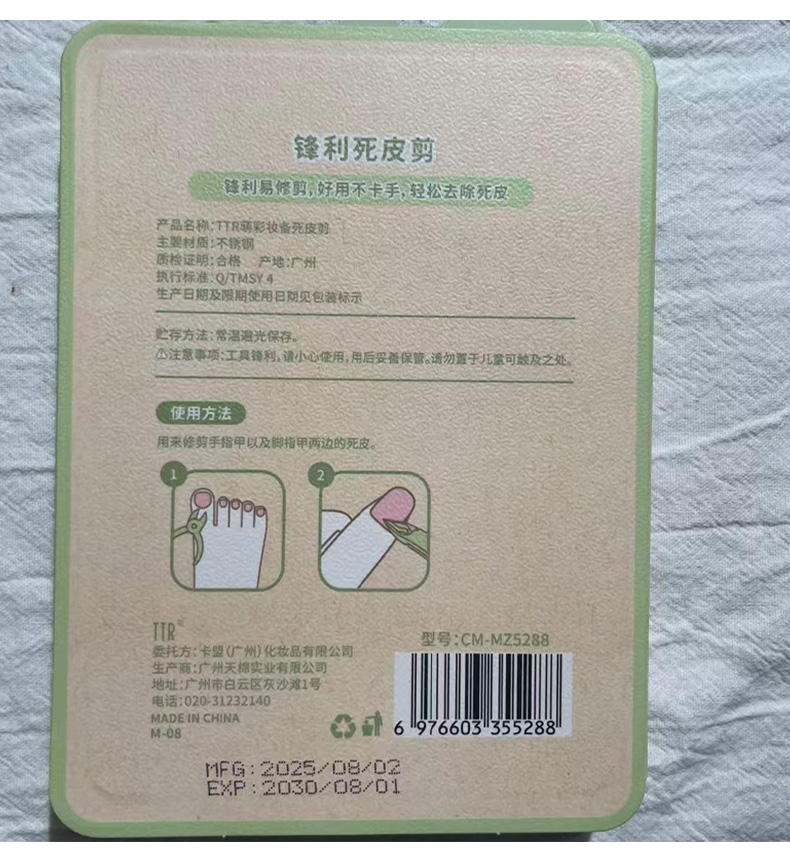 锋利死皮剪
锋利易修剪,好用不卡手,轻松去除死皮
产品名称:TTR萌彩妆备死皮剪
主要材质:不锈钢
质检证明:合格 产地:广州
执行标准:Q/TMSY 4
生产日期及限期使用日期见包装标示
贮存方法:常温避光保存。
⚠注意事项:工具锋利,请小心使用,用后妥善保管。请勿置于儿童可触及之处。
使用方法
用来修剪手指甲以及脚指甲两边的死皮。
1 2
TTR®
型号:CM-MZ5288
委托方:卡盟(广州)化妆品有限公司
生产商:广州天棉实业有限公司
地址:广州市白云区灰沙滩1号
电话:020-31232140
MADE IN CHINA
M-08
6 976603 355288
MFG:2025/08/02
EXP:2030/08/01